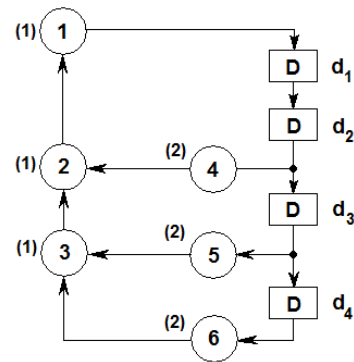 (1) 1
D d1
D d2
(1) 2 (2) 4
D d3
(1) 3 (2) 5
D d4
(2) 6